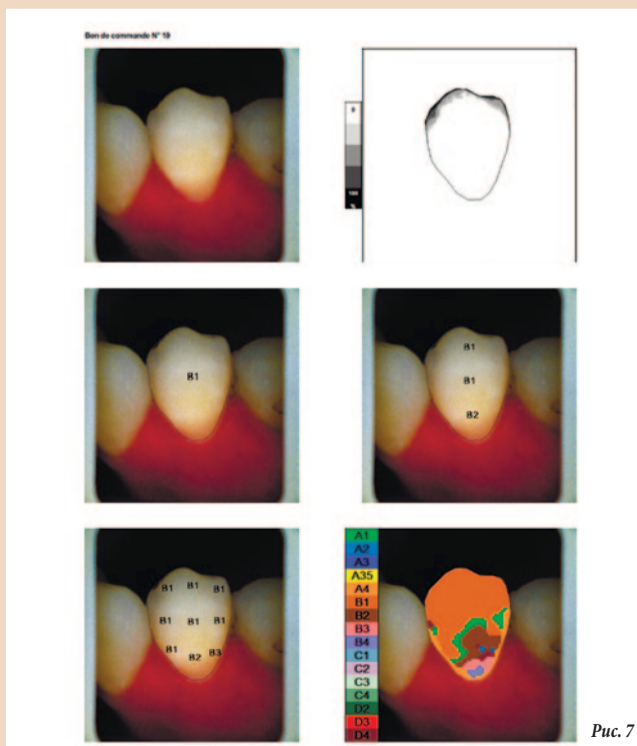 Bon de commande N° 19
0
100
%
B1
B1
B1
B2
B1 B1 B1
B1 B1 B1
B1 B2 B3
A1
A2
A3
A35
A4
B1
B2
B3
B4
C1
C2
C3
C4
D2
D3
D4
Рис. 7